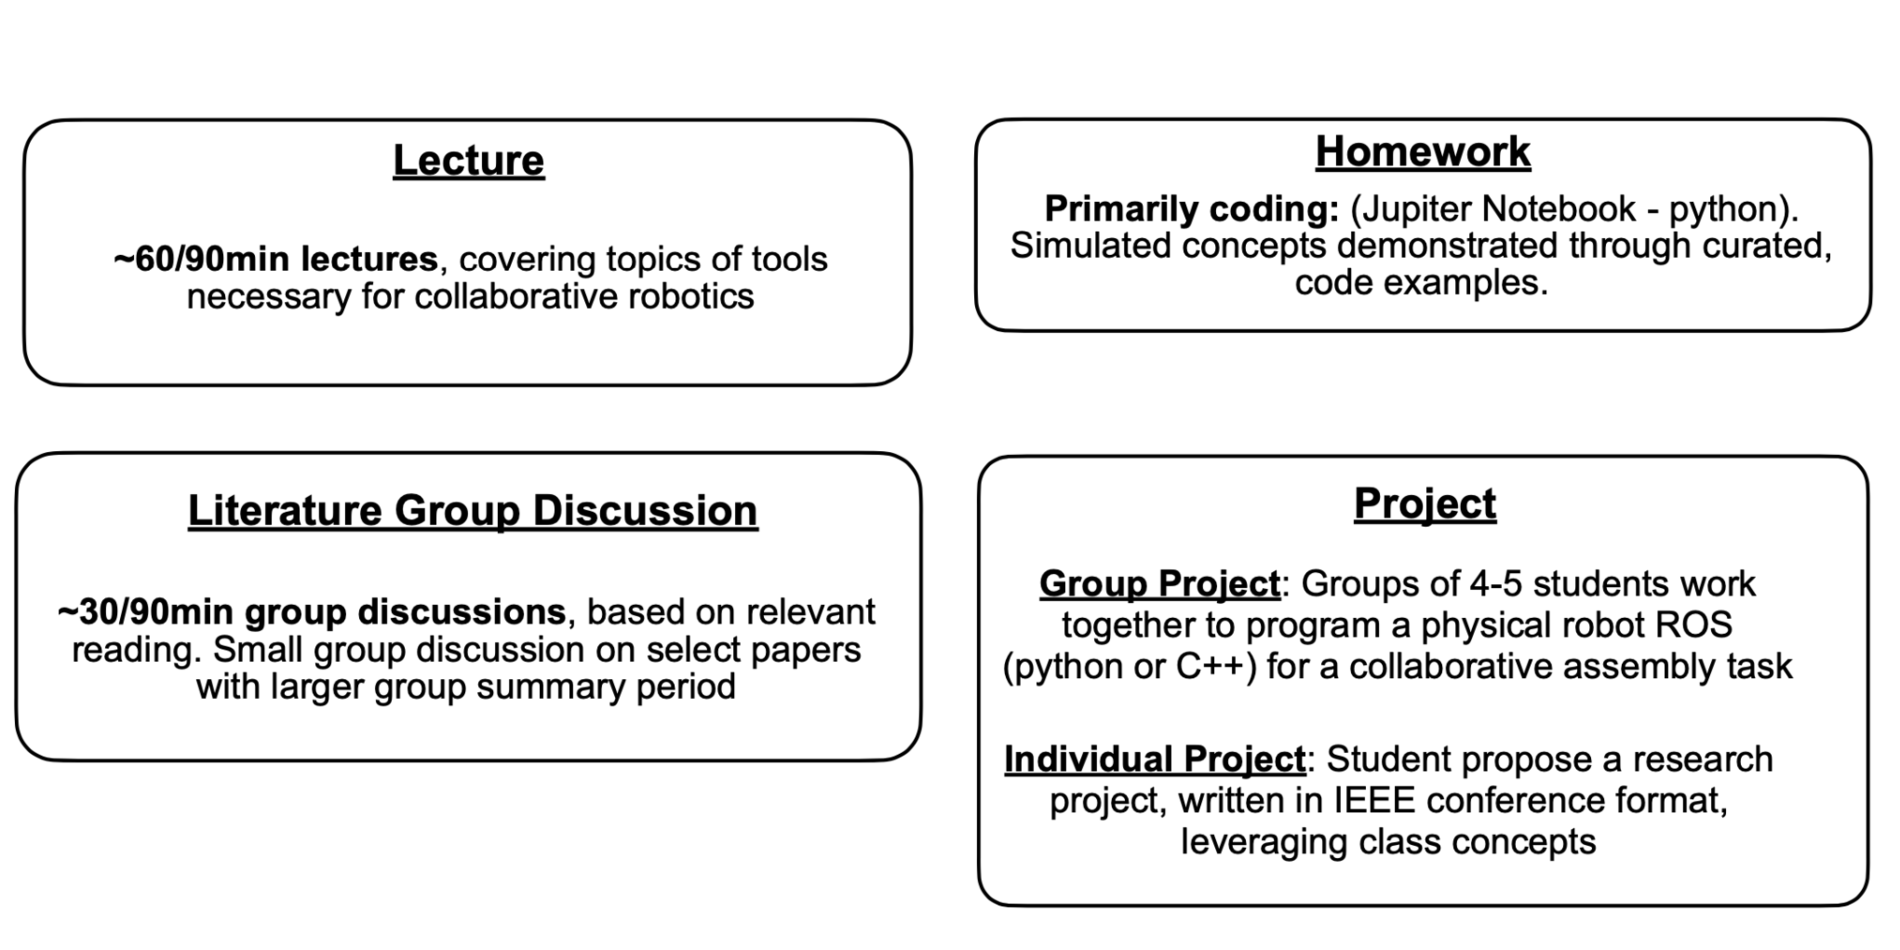 Lecture
~60/90min lectures, covering topics of tools
necessary for collaborative robotics
Homework
Primarily coding: (Jupiter Notebook - python).
Simulated concepts demonstrated through curated,
code examples.
Literature Group Discussion
~30/90min group discussions, based on relevant
reading. Small group discussion on select papers
with larger group summary period
Project
Group Project: Groups of 4-5 students work
together to program a physical robot ROS
(python or C++) for a collaborative assembly task
Individual Project: Student propose a research
project, written in IEEE conference format,
leveraging class concepts